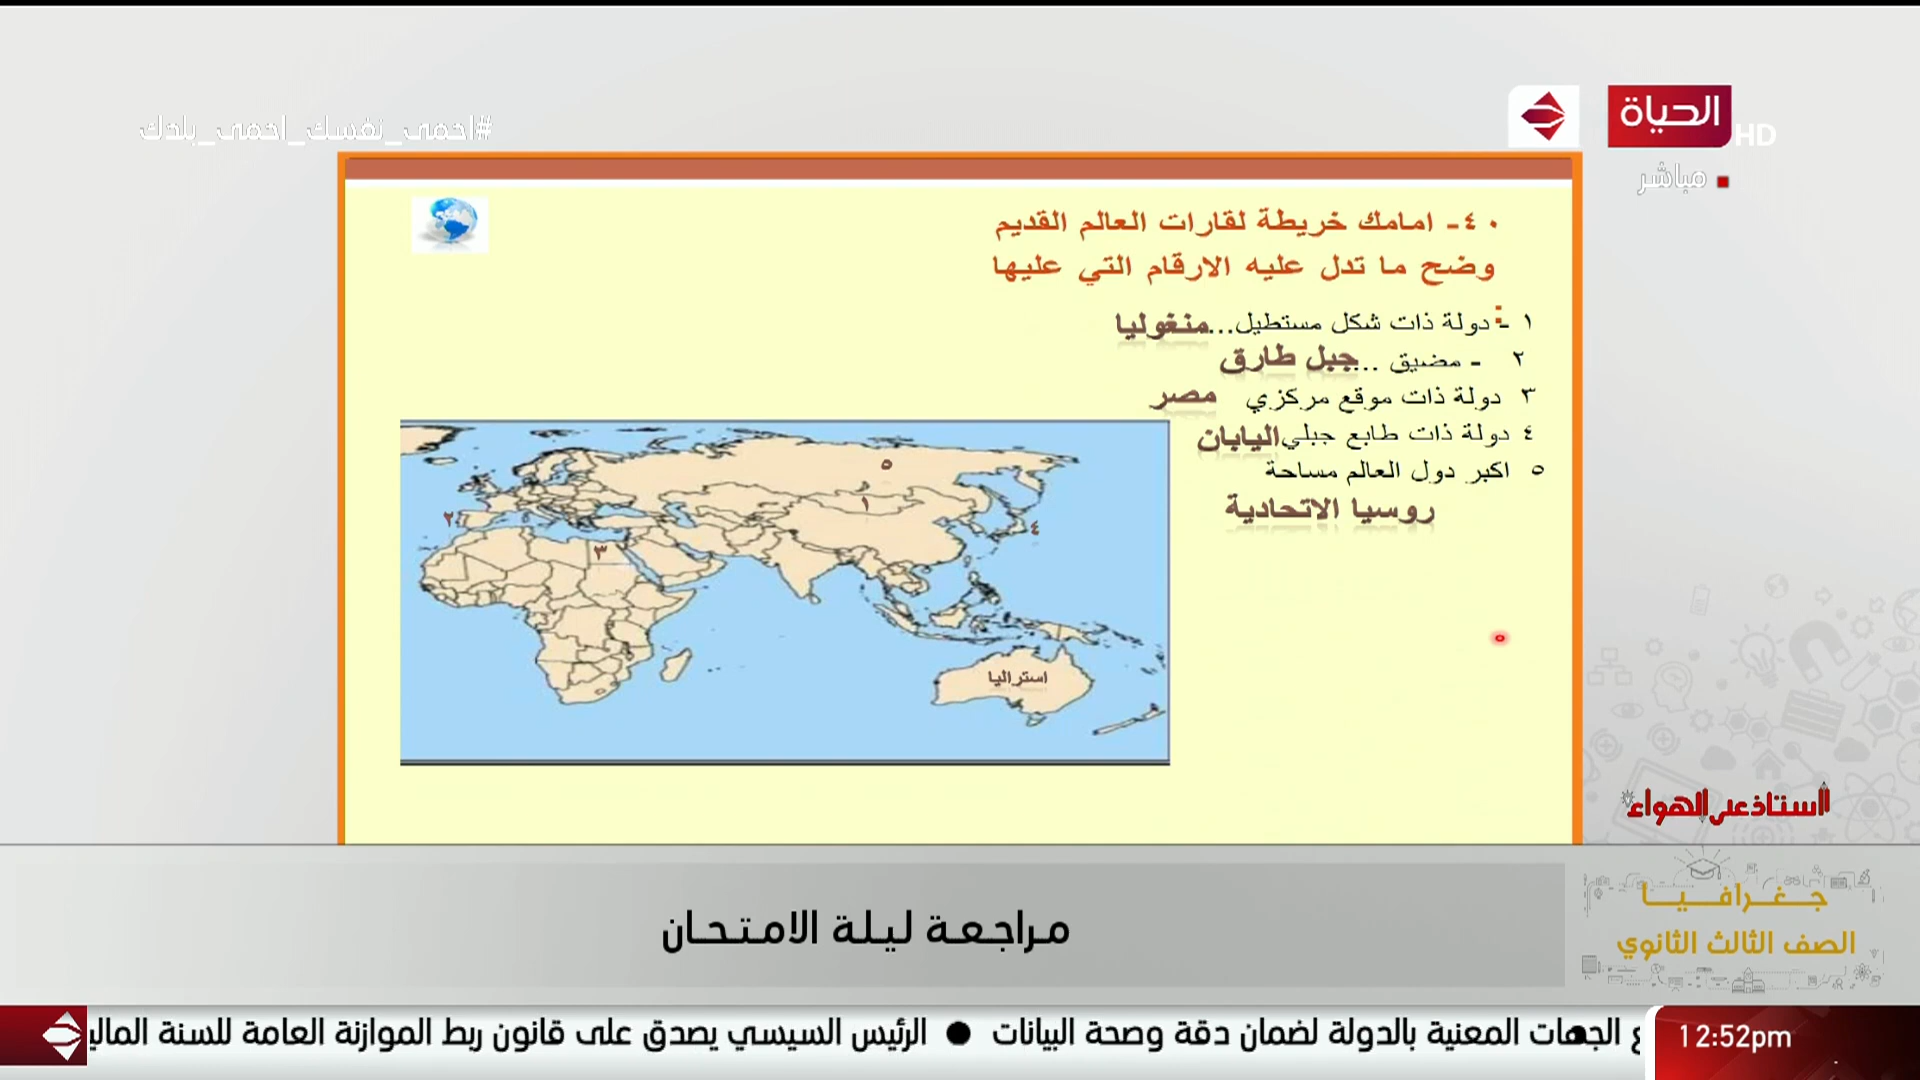 #احمى_نفسك_احمى_بلدك
الحياة
HD
مباشر
٤٠- امامك خريطة لقارات العالم القديم
وضح ما تدل عليه الارقام التي عليها :
١ - دولة ذات شكل مستطيل...منغوليا
٢ - مضيق ...جبل طارق
٣ دولة ذات موقع مركزي مصر
٤ دولة ذات طابع جبلي اليابان
٥ اكبر دول العالم مساحة
روسيا الاتحادية
٥
١
٢
٤
٣
استراليا
أستاذ على الهواء
مراجعة ليلة الامتحان
جغرافيا
الصف الثالث الثانوي
ع الجهات المعنية بالدولة لضمان دقة وصحة البيانات ● الرئيس السيسي يصدق على قانون ربط الموازنة العامة للسنة المالي
12:52pm